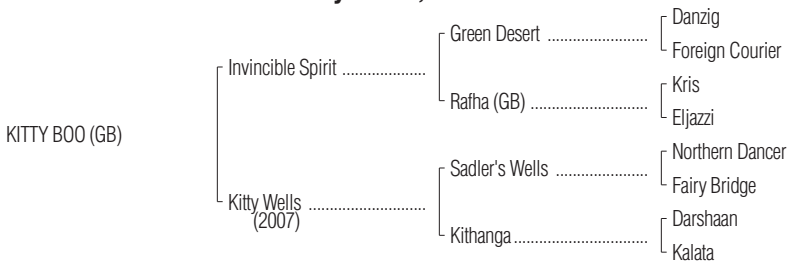 Danzig
Green Desert ....................
Foreign Courier
Invincible Spirit ....................
Kris
Rafha (GB) .......................
Eljazzi
KITTY BOO (GB)
Northern Dancer
Sadler's Wells ..................
Fairy Bridge
Kitty Wells .........................
(2007)
Darshaan
Kithanga ...........................
Kalata